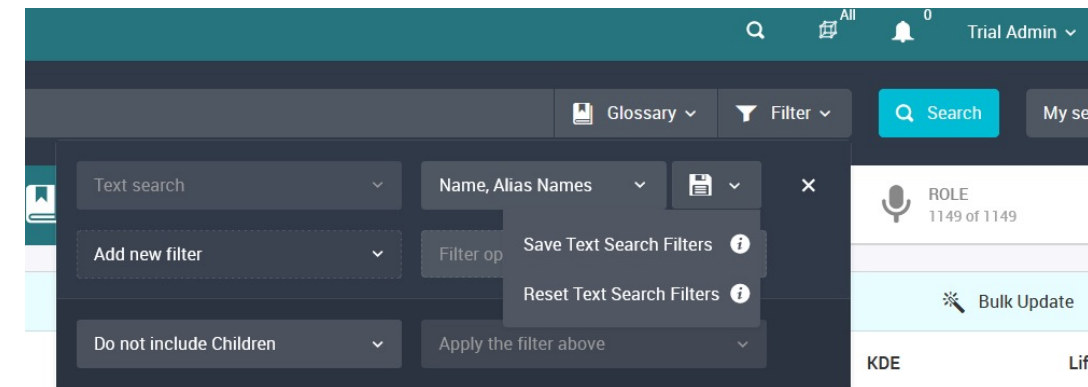 All
0
Trial Admin
Glossary
Filter
Search
My se
Text search
Name, Alias Names
ROLE
1149 of 1149
Add new filter
Filter op
Save Text Search Filters
Reset Text Search Filters
Bulk Update
Do not include Children
Apply the filter above
KDE
Lif